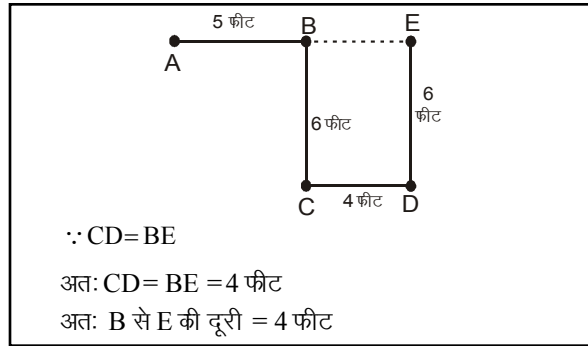 5 फीट
B
E
A
6 फीट
6
फीट
C
4 फीट
D
∵ CD= BE
अत: CD= BE = 4 फीट
अत: B से E की दूरी = 4 फीट